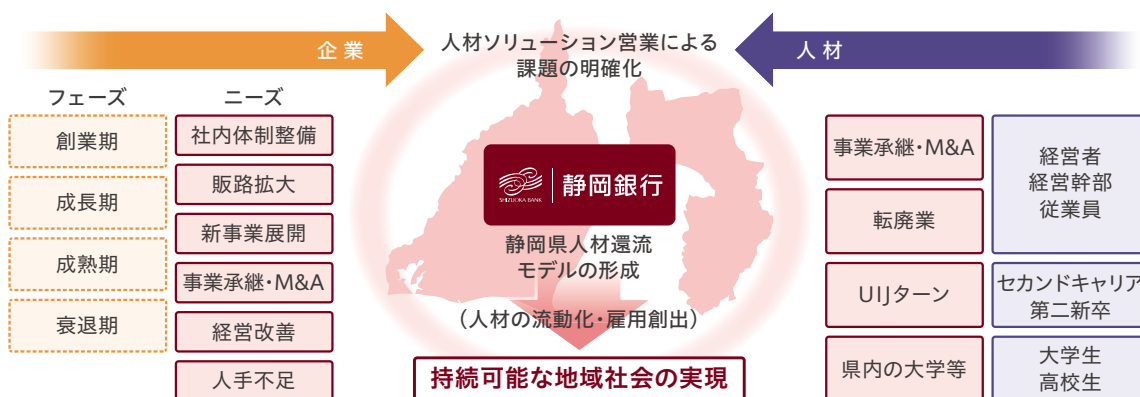 企業
人材ソリューション営業による
課題の明確化
人材
フェーズ
ニーズ
創業期
成長期
成熟期
衰退期
社内体制整備
販路拡大
新事業展開
事業承継・M&A
経営改善
人手不足
SHIZUOKA BANK
静岡銀行
静岡県人材還流
モデルの形成
（人材の流動化・雇用創出）
持続可能な地域社会の実現
事業承継・M&A
転廃業
UIJターン
県内の大学等
経営者
経営幹部
従業員
セカンドキャリア
第二新卒
大学生
高校生